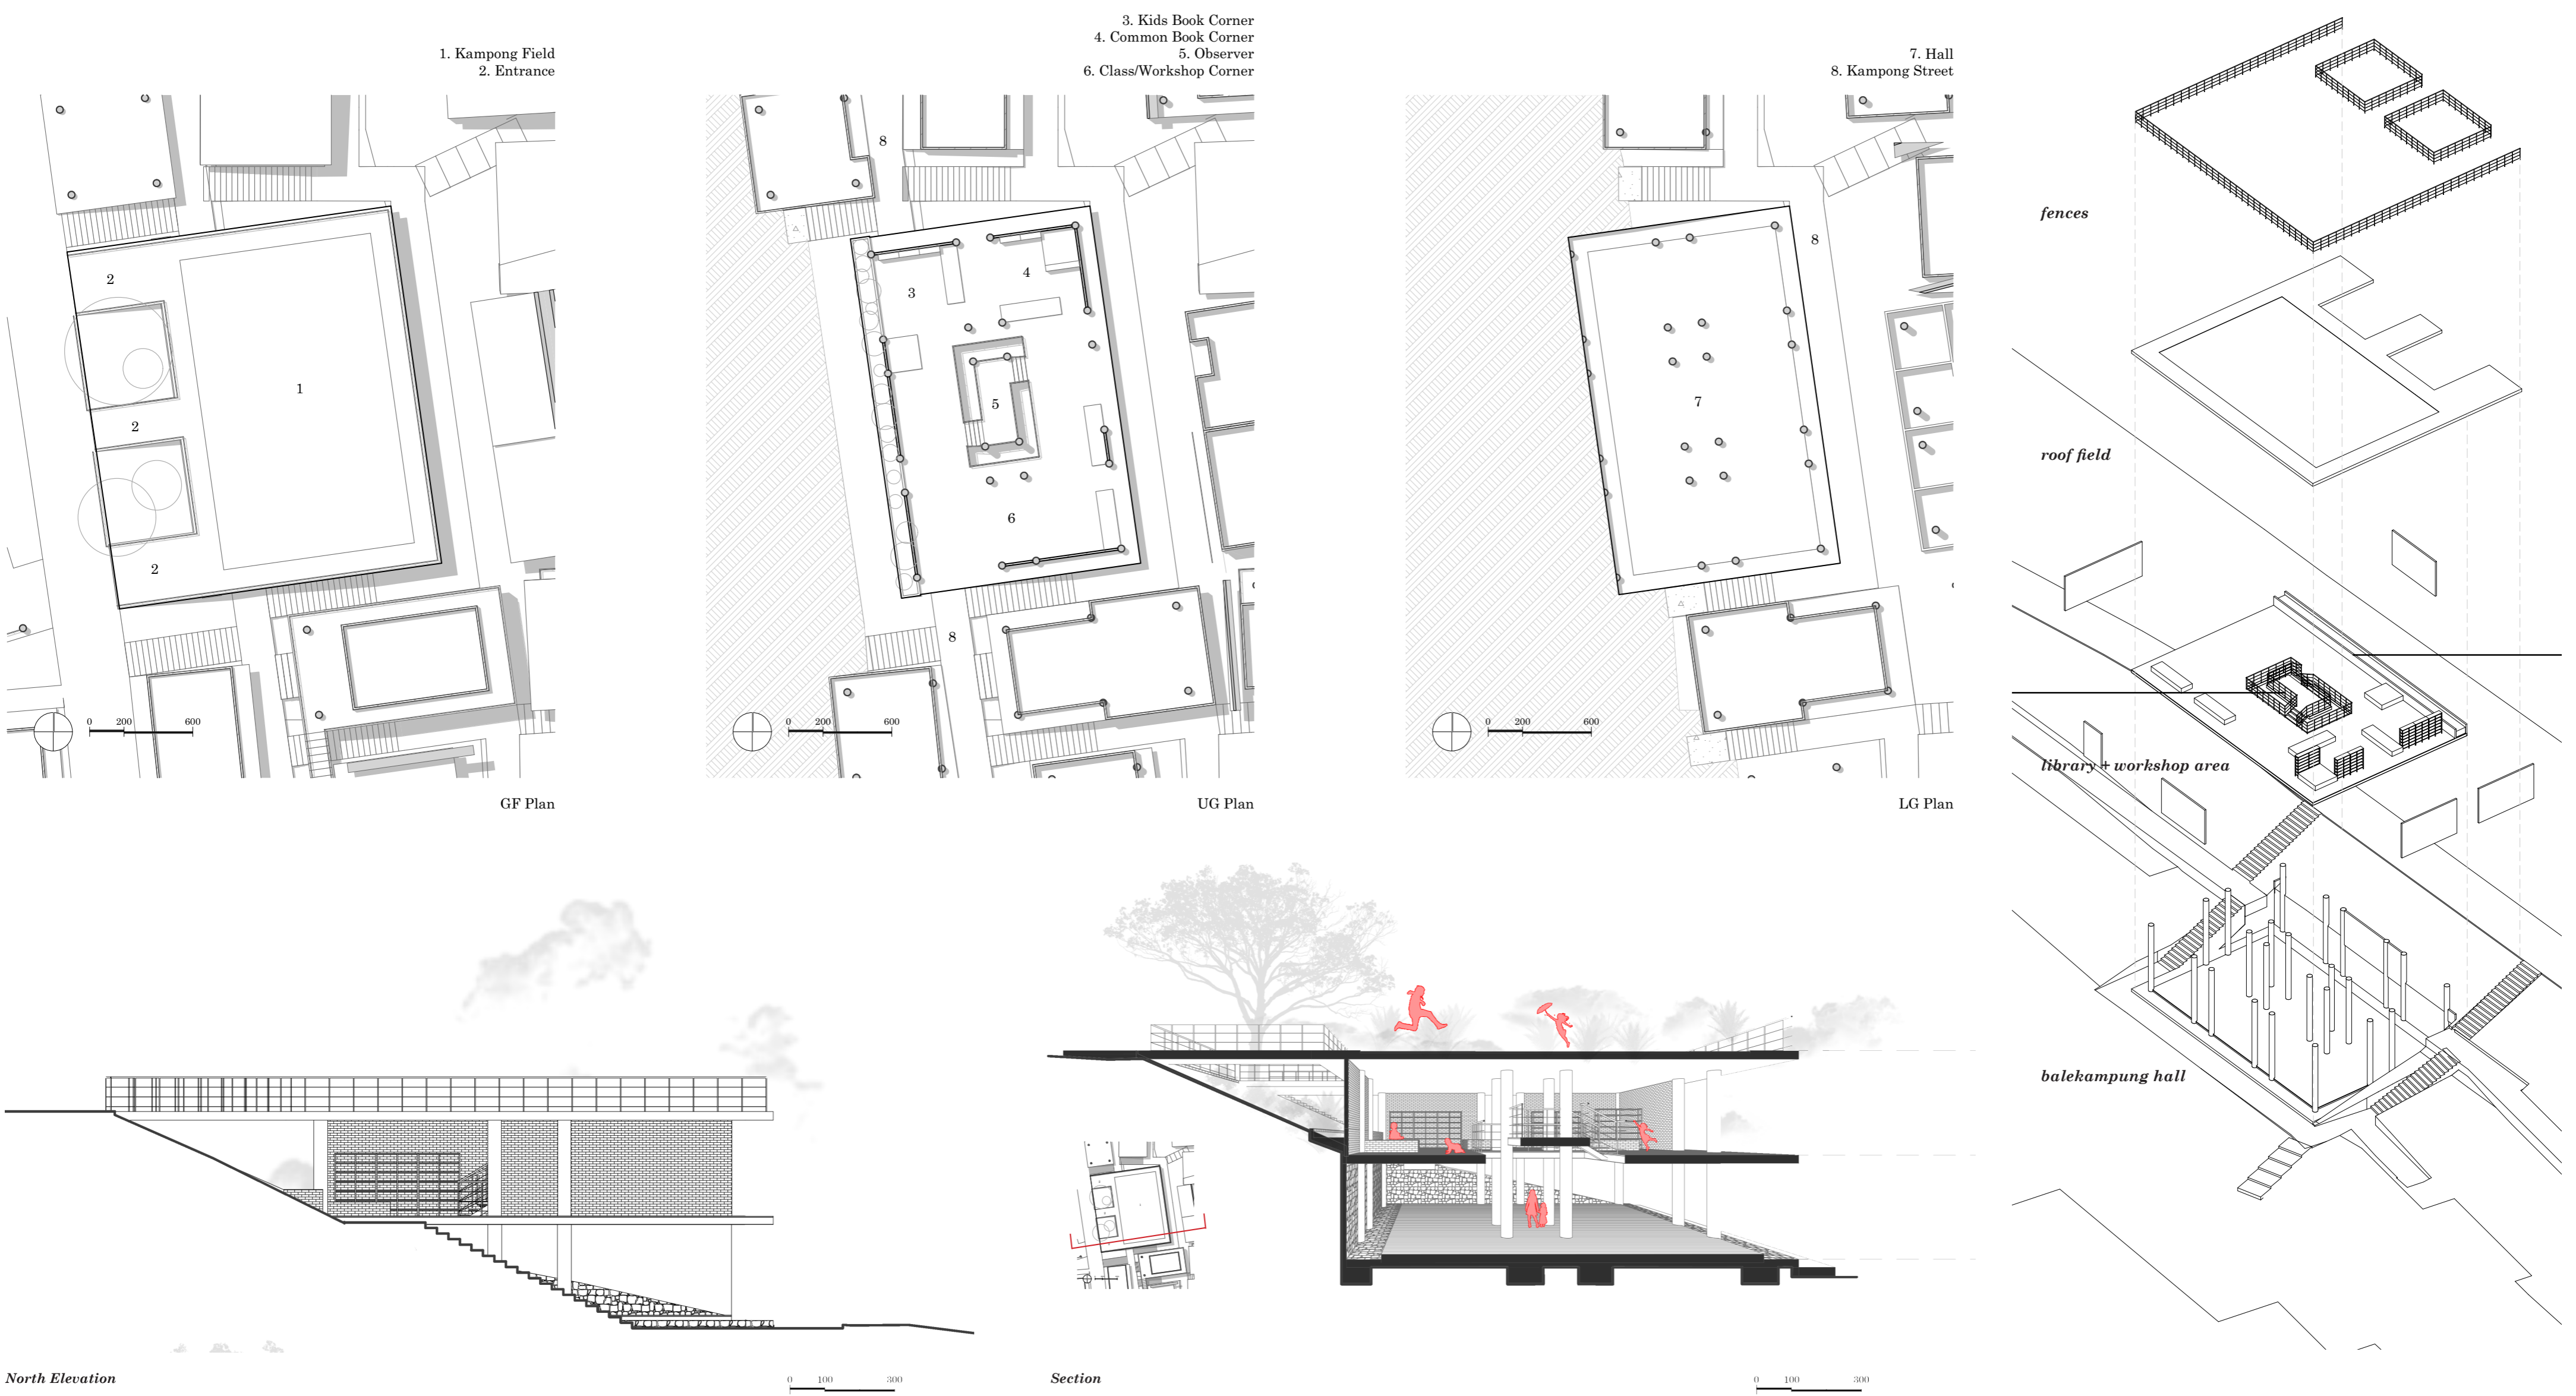 1. Kampong Field
2. Entrance
2
1
2
2
0 200 600
GF Plan
3. Kids Book Corner
4. Common Book Corner
5. Observer
6. Class/Workshop Corner
8
4
3
5
6
8
0 200 600
UG Plan
7. Hall
8. Kampong Street
8
7
0 200 600
LG Plan
fences
roof field
library + workshop area
balekampung hall
North Elevation
0 100 300
Section
0 100 300